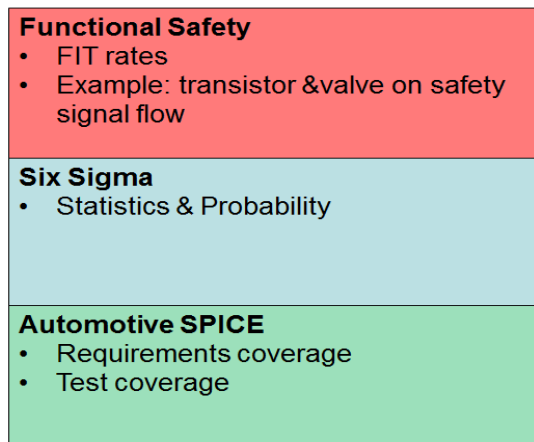 Functional Safety
• FIT rates
• Example: transistor &valve on safety
signal flow
Six Sigma
• Statistics & Probability
Automotive SPICE
• Requirements coverage
• Test coverage